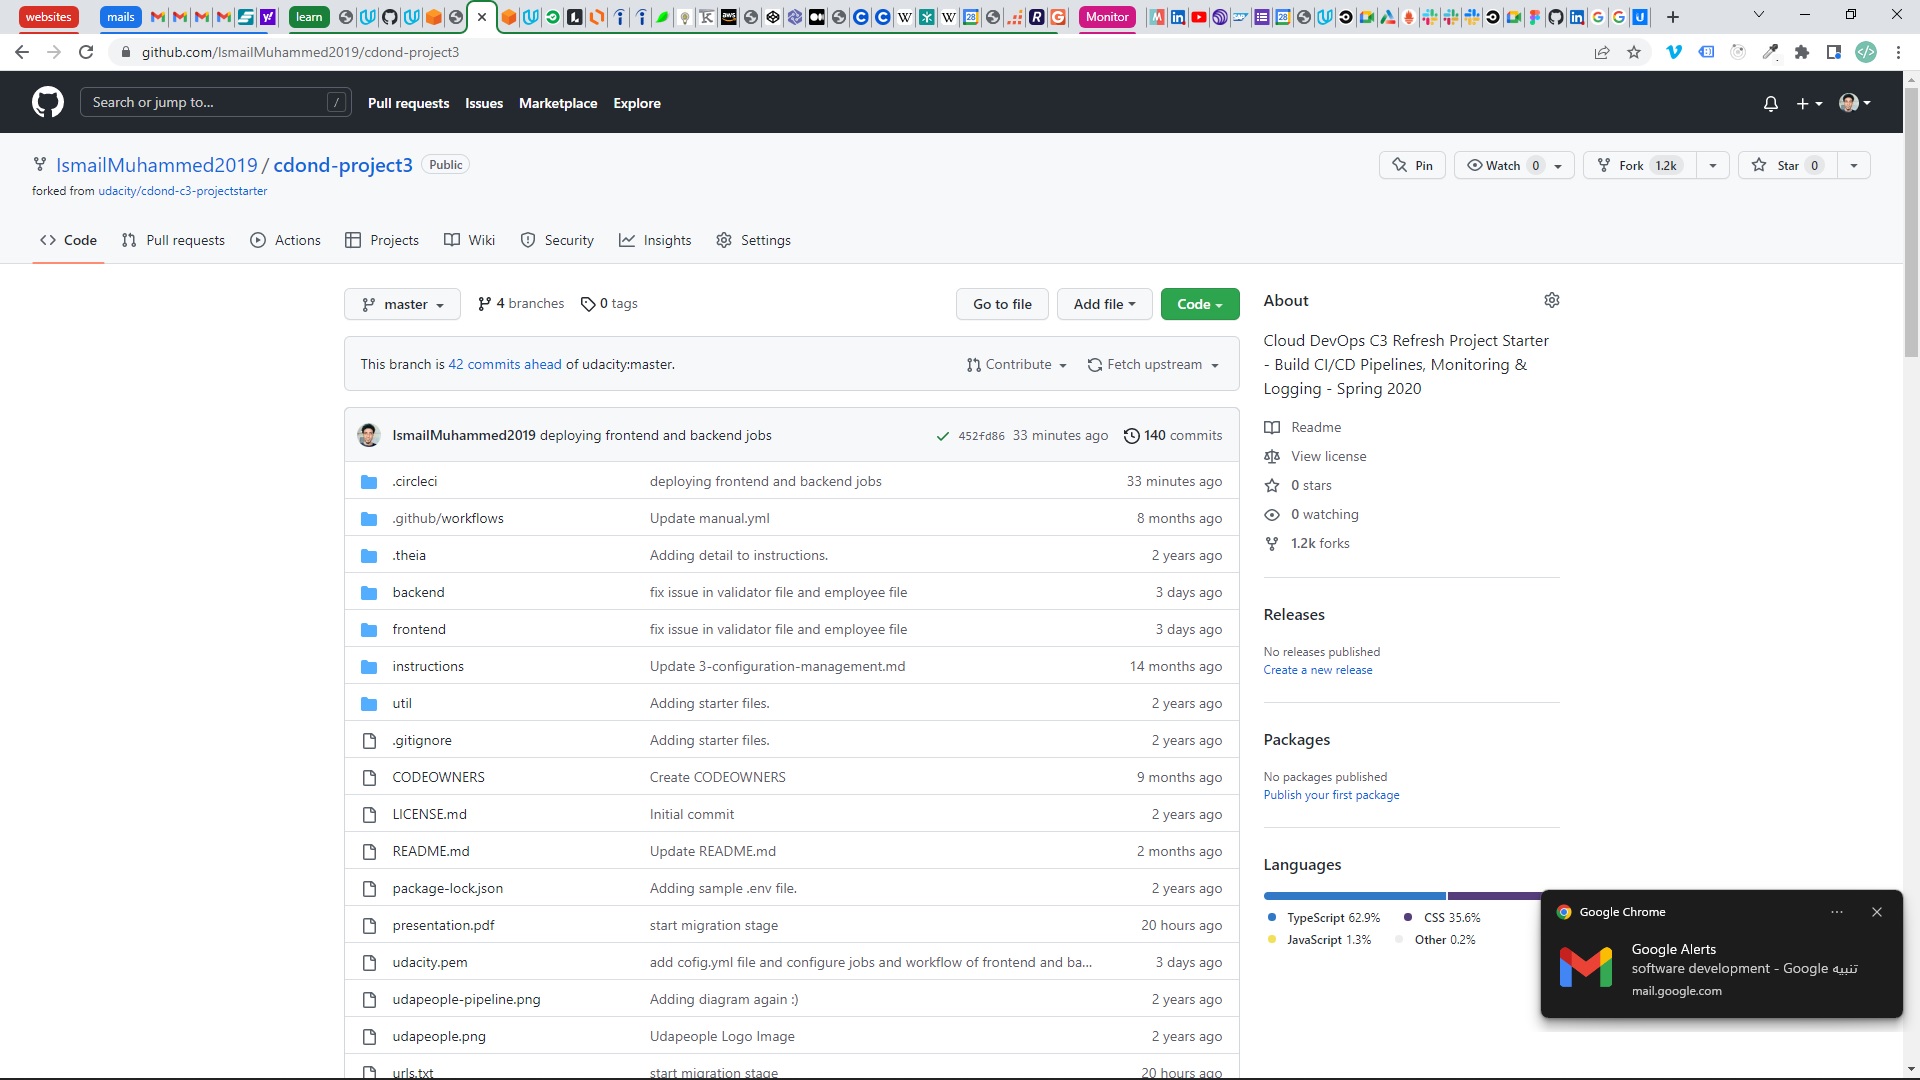 websites
mails
learn
Monitor
github.com/IsmailMuhammed2019/cdond-project3
Search or jump to...
/
Pull requests
Issues
Marketplace
Explore
IsmailMuhammed2019 / cdond-project3
Public
forked from udacity/cdond-c3-projectstarter
Pin
Watch 0
Fork 1.2k
Star 0
Code
Pull requests
Actions
Projects
Wiki
Security
Insights
Settings
master
4 branches
0 tags
Go to file
Add file
Code
This branch is 42 commits ahead of udacity:master.
Contribute
Fetch upstream
IsmailMuhammed2019 deploying frontend and backend jobs
452fd86 33 minutes ago
140 commits
.circleci deploying frontend and backend jobs 33 minutes ago
.github/workflows Update manual.yml 8 months ago
.theia Adding detail to instructions. 2 years ago
backend fix issue in validator file and employee file 3 days ago
frontend fix issue in validator file and employee file 3 days ago
instructions Update 3-configuration-management.md 14 months ago
util Adding starter files. 2 years ago
.gitignore Adding starter files. 2 years ago
CODEOWNERS Create CODEOWNERS 9 months ago
LICENSE.md Initial commit 2 years ago
README.md Update README.md 2 months ago
package-lock.json Adding sample .env file. 2 years ago
presentation.pdf start migration stage 20 hours ago
udacity.pem add cofig.yml file and configure jobs and workflow of frontend and ba... 3 days ago
udapeople-pipeline.png Adding diagram again :) 2 years ago
udapeople.png Udapeople Logo Image 2 years ago
urls.txt start migration stage 20 hours ago
About
Cloud DevOps C3 Refresh Project Starter
- Build CI/CD Pipelines, Monitoring &
Logging - Spring 2020
Readme
View license
0 stars
0 watching
1.2k forks
Releases
No releases published
Create a new release
Packages
No packages published
Publish your first package
Languages
TypeScript 62.9%
CSS 35.6%
JavaScript 1.3%
Other 0.2%
Google Chrome
Google Alerts
software development - Google تنبيه
mail.google.com